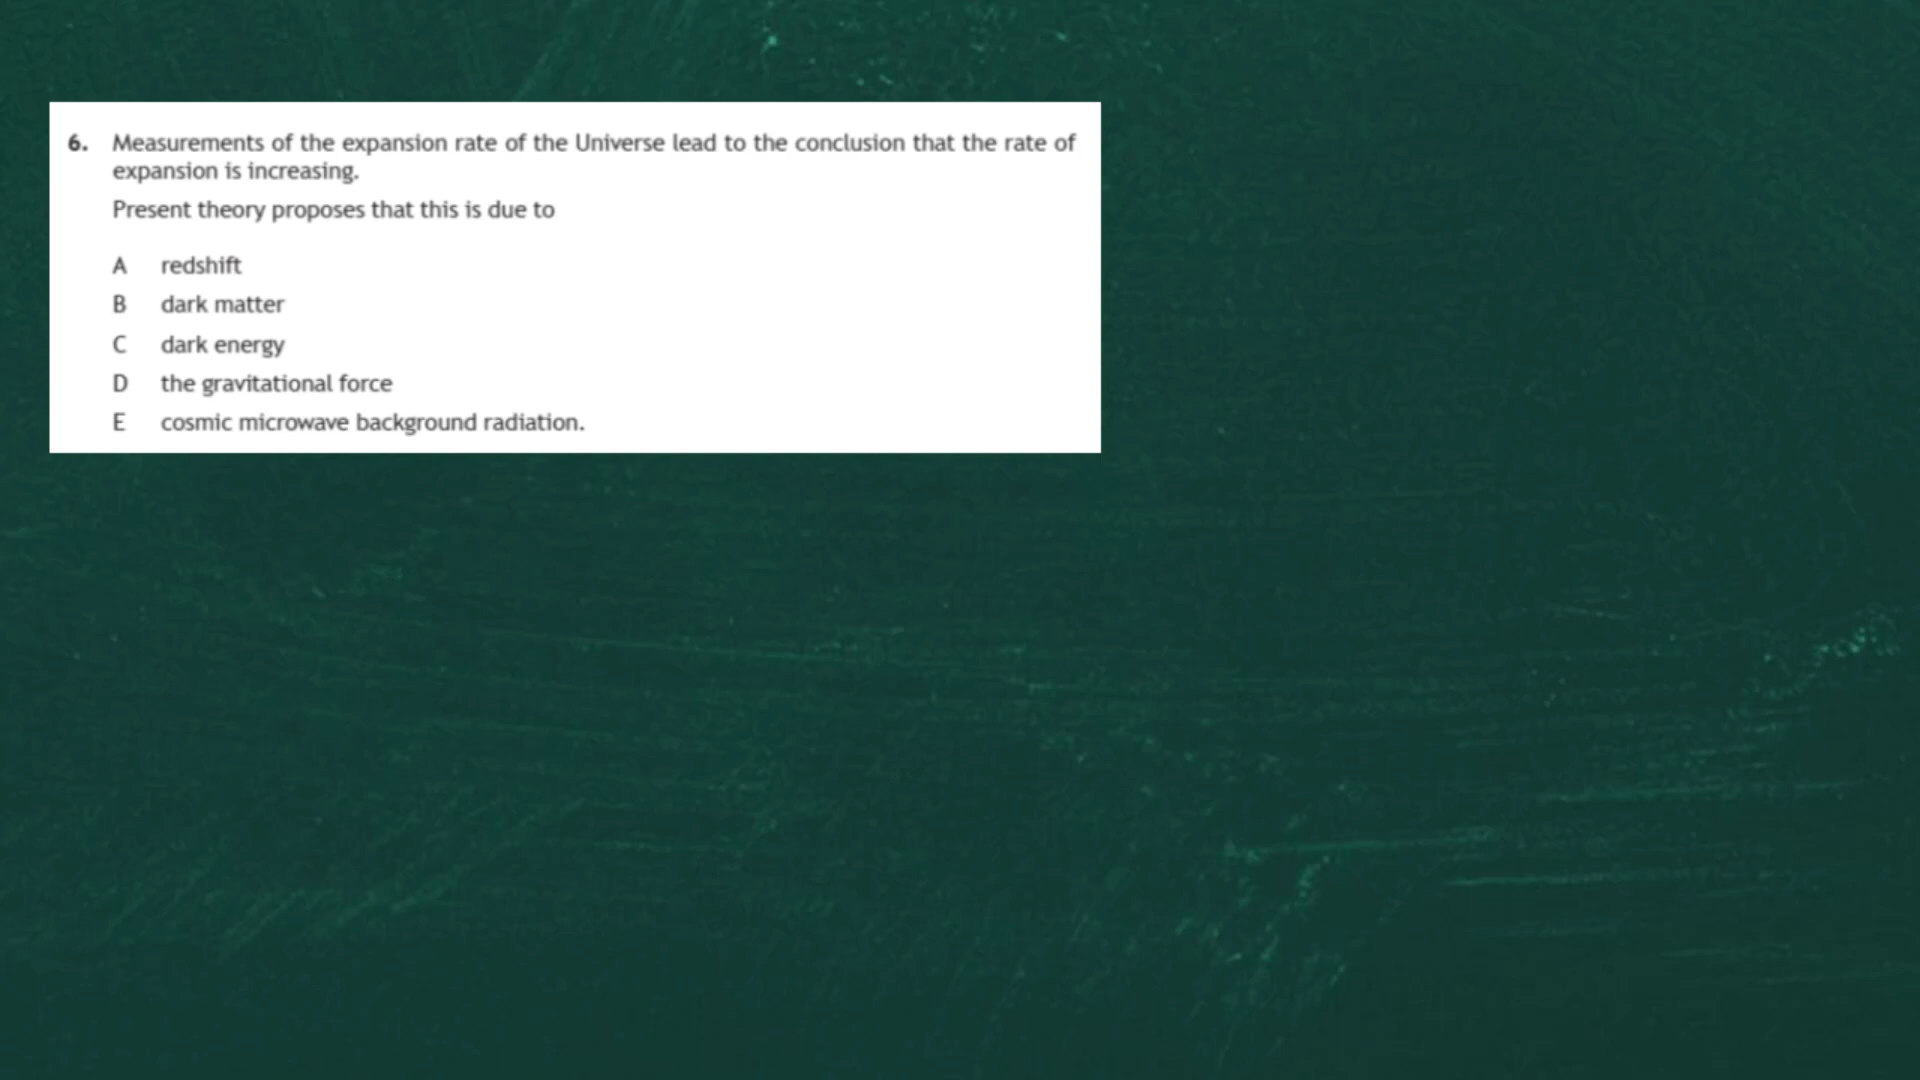 6. Measurements of the expansion rate of the Universe lead to the conclusion that the rate of
expansion is increasing.
Present theory proposes that this is due to
A redshift
B dark matter
C dark energy
D the gravitational force
E cosmic microwave background radiation.